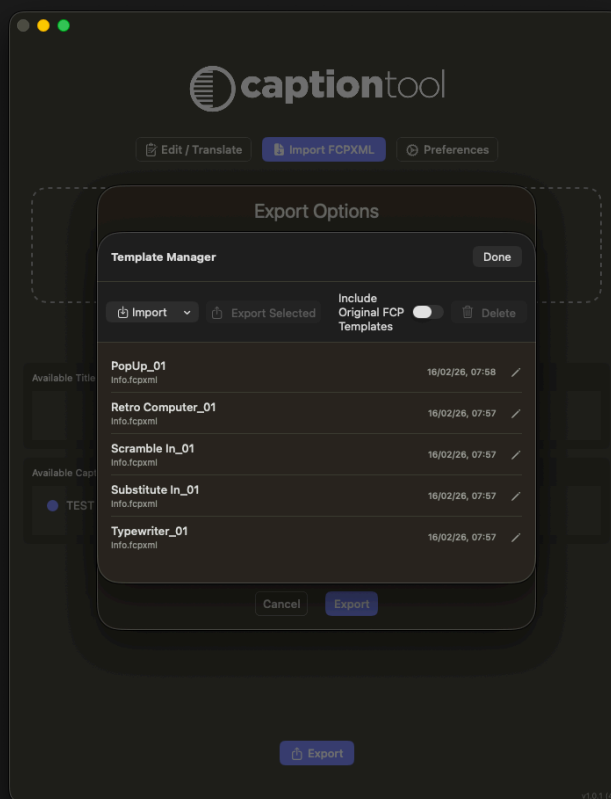 captiontool
Edit / Translate
Import FCPXML
Preferences
Export Options
Template Manager
Done
Import
Export Selected
Include
Original FCP
Templates
Delete
PopUp_01
Info.fcpxml
16/02/26, 07:58
Retro Computer_01
Info.fcpxml
16/02/26, 07:57
Scramble In_01
Info.fcpxml
16/02/26, 07:57
Substitute In_01
Info.fcpxml
16/02/26, 07:57
Typewriter_01
Info.fcpxml
16/02/26, 07:57
Available Title
Available Capt
TEST
Cancel
Export
Export
v1.0.1